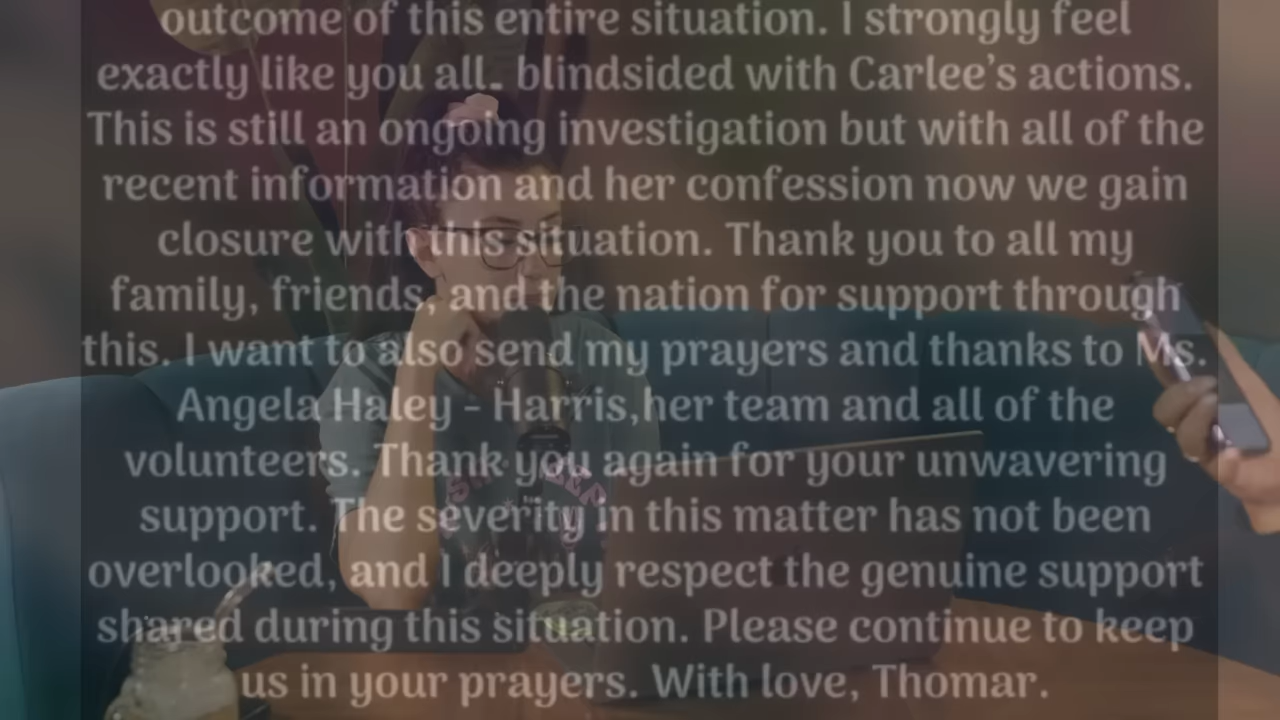 outcome of this entire situation. I strongly feel
exactly like you all.. blindsided with Carlee's actions.
This is still an ongoing investigation but with all of the
recent information and her confession now we gain
closure with this situation. Thank you to all my
family, friends, and the nation for support through
this. I want to also send my prayers and thanks to Ms.
Angela Haley - Harris,her team and all of the
volunteers. Thank you again for your unwavering
support. The severity in this matter has not been
overlooked, and I deeply respect the genuine support
shared during this situation. Please continue to keep
us in your prayers. With love, Thomar.